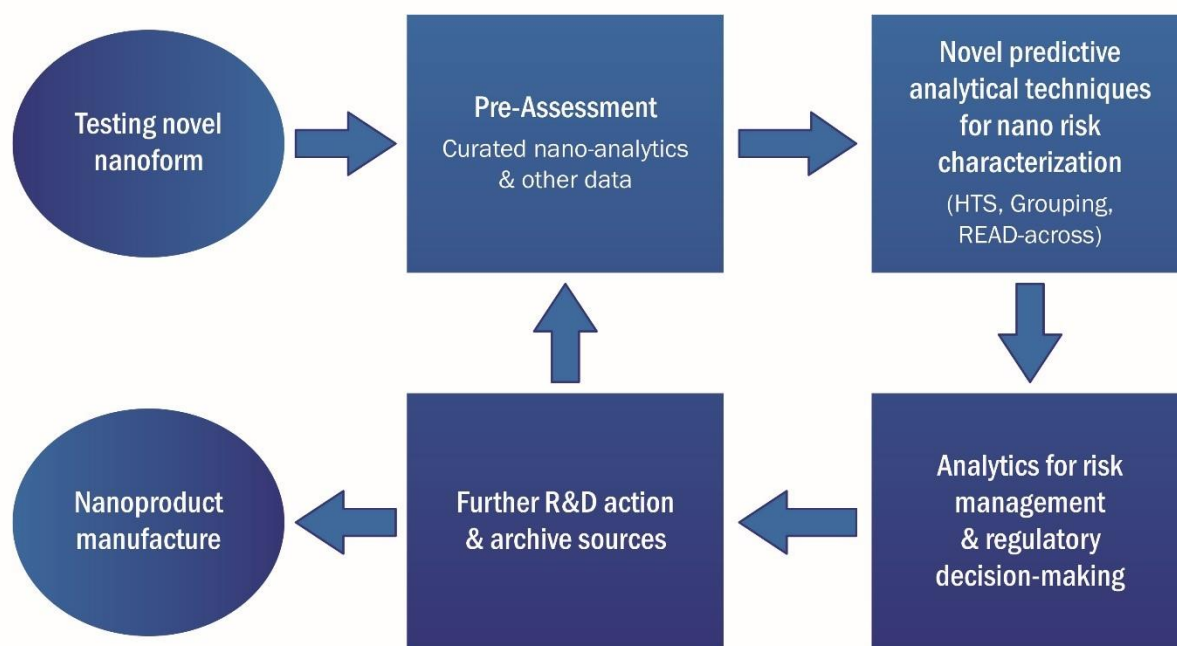 Testing novel
nanoform
Pre-Assessment
Curated nano-analytics
& other data
Novel predictive
analytical techniques
for nano risk
characterization
(HTS, Grouping,
READ-across)
Nanoproduct
manufacture
Further R&D action
& archive sources
Analytics for risk
management
& regulatory
decision-making